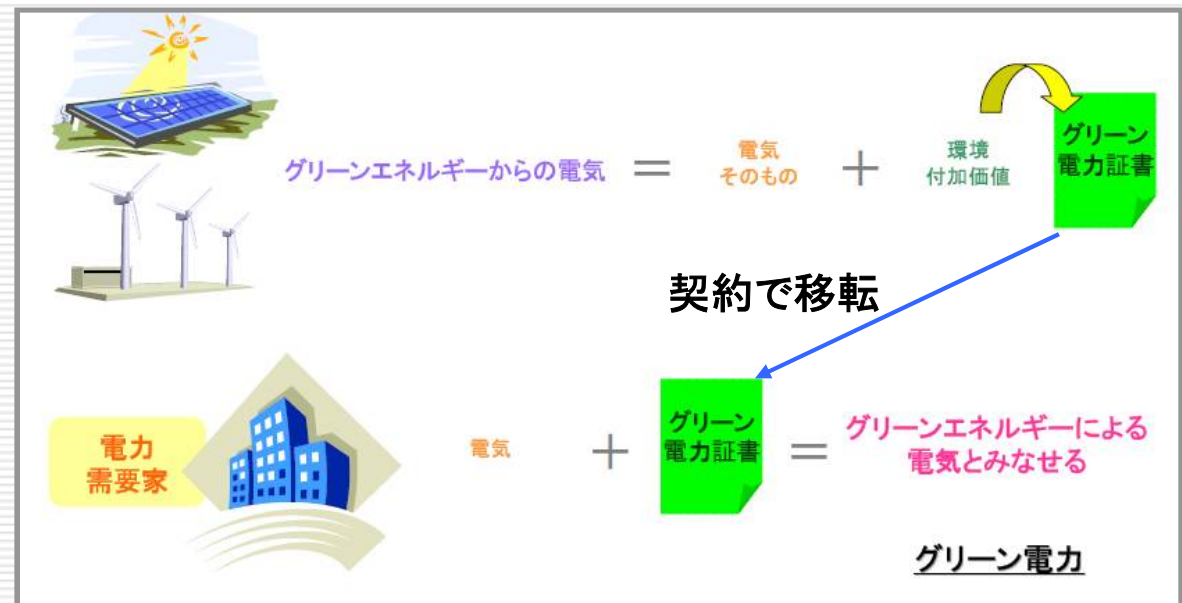 グリーンエネルギーからの電気 ＝ 電気 ＋ 環境
そのもの 付加価値
グリーン
電力証書
契約で移転
電力
需要家
電気 ＋
グリーン
電力証書
＝
グリーンエネルギーによる
電気とみなせる
グリーン電力